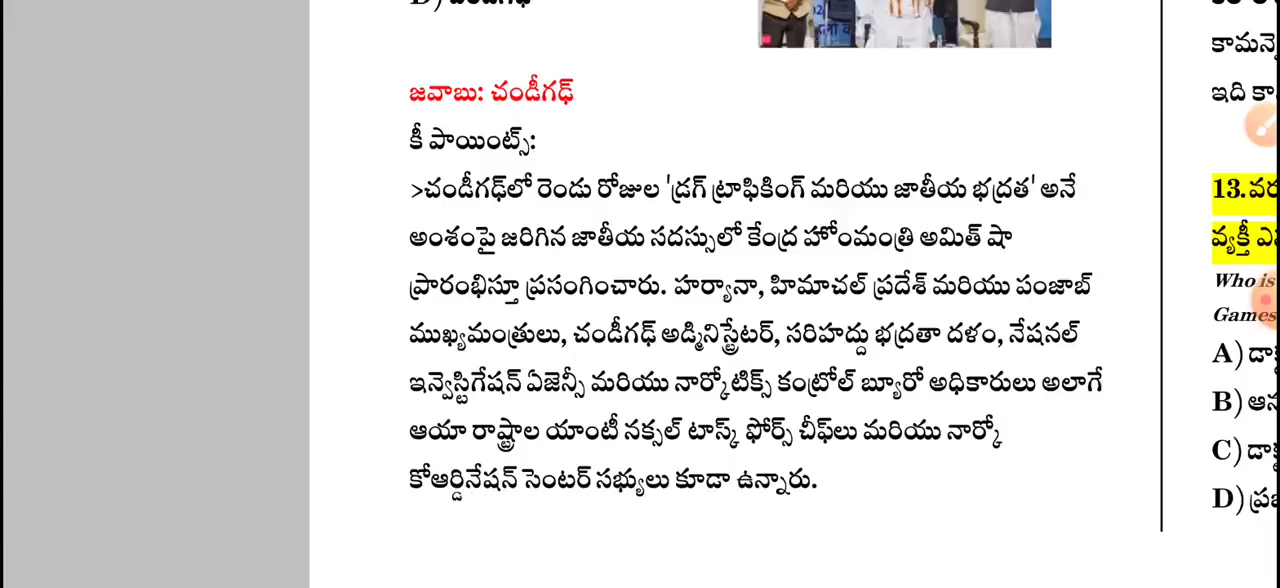 జవాబు: చండీగఢ్
కీ పాయింట్స్:
>చండీగఢ్‌లో రెండు రోజుల 'డ్రగ్ ట్రాఫికింగ్ మరియు జాతీయ భద్రత' అనే
అంశంపై జరిగిన జాతీయ సదస్సులో కేంద్ర హోంమంత్రి అమిత్ షా
ప్రారంభిస్తూ ప్రసంగించారు. హర్యానా, హిమాచల్ ప్రదేశ్ మరియు పంజాబ్
ముఖ్యమంత్రులు, చండీగఢ్ అడ్మినిస్ట్రేటర్, సరిహద్దు భద్రతా దళం, నేషనల్
ఇన్వెస్టిగేషన్ ఏజెన్సీ మరియు నార్కోటిక్స్ కంట్రోల్ బ్యూరో అధికారులు అలాగే
ఆయా రాష్ట్రాల యాంటీ నక్సల్ టాస్క్ ఫోర్స్ చీఫ్‌లు మరియు నార్కో
కోఆర్డినేషన్ సెంటర్ సభ్యులు కూడా ఉన్నారు.
ఇది
13.
వ్యక్తీ
Who is
Games
A)
B)
C)
D)